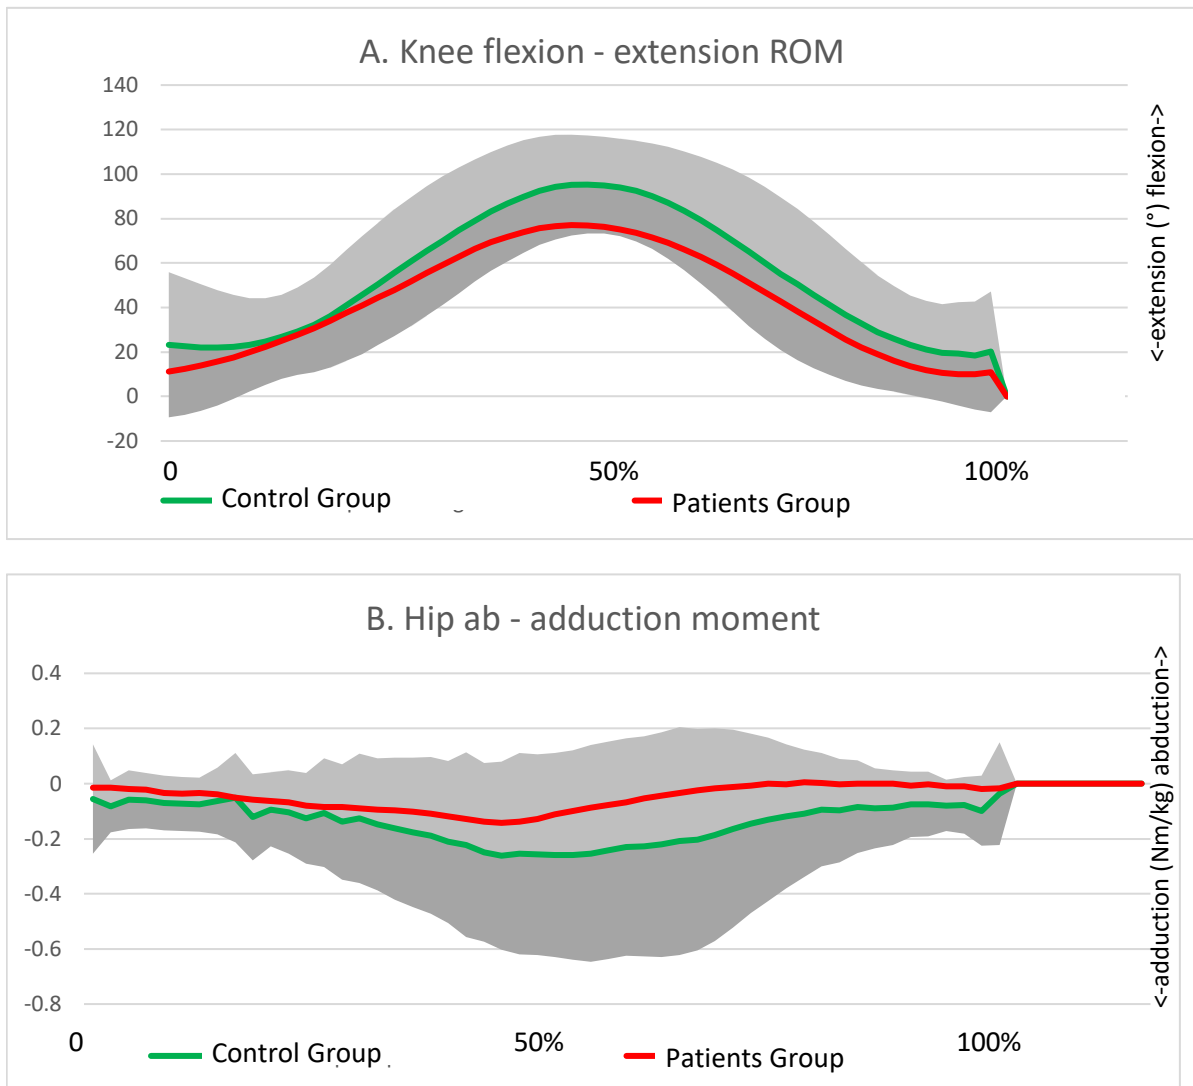 A. Knee flexion - extension ROM
140
120
100
80
60
40
20
0
-20
<-extension (°) flexion->
0 50% 100%
Control Group Patients Group
B. Hip ab - adduction moment
0.4
0.2
0
-0.2
-0.4
-0.6
-0.8
<-adduction (Nm/kg) abduction->
0 50% 100%
Control Group Patients Group